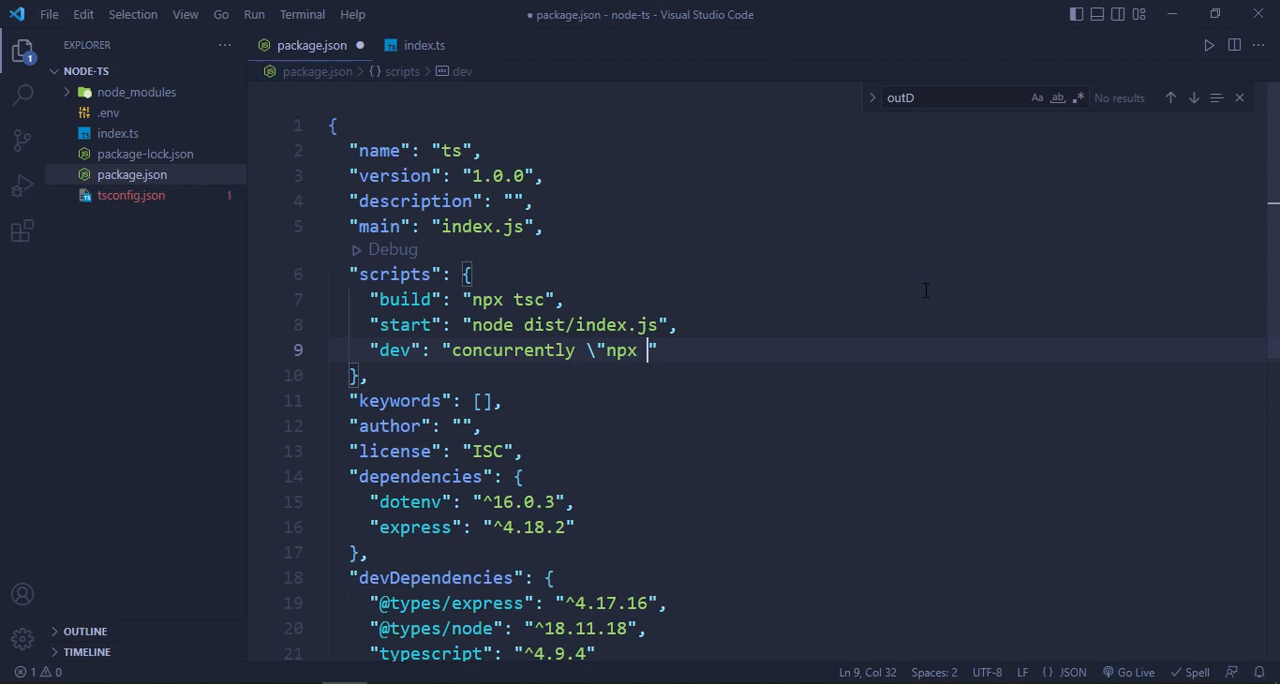 File Edit Selection View Go Run Terminal Help
● package.json - node-ts - Visual Studio Code
EXPLORER ···
package.json ●
index.ts
1
NODE-TS
package.json > {} scripts > dev
node_modules
.env
index.ts
package-lock.json
package.json
tsconfig.json 1
outD
Aa ab .* No results
1 {
2 "name": "ts",
3 "version": "1.0.0",
4 "description": "",
5 "main": "index.js",
Debug
6 "scripts": {
7 "build": "npx tsc",
8 "start": "node dist/index.js",
9 "dev": "concurrently \"npx "
10 },
11 "keywords": [],
12 "author": "",
13 "license": "ISC",
14 "dependencies": {
15 "dotenv": "^16.0.3",
16 "express": "^4.18.2"
17 },
18 "devDependencies": {
19 "@types/express": "^4.17.16",
20 "@types/node": "^18.11.18",
21 "typescript": "^4.9.4"
OUTLINE
TIMELINE
1 0
Ln 9, Col 32 Spaces: 2 UTF-8 LF {} JSON Go Live Spell